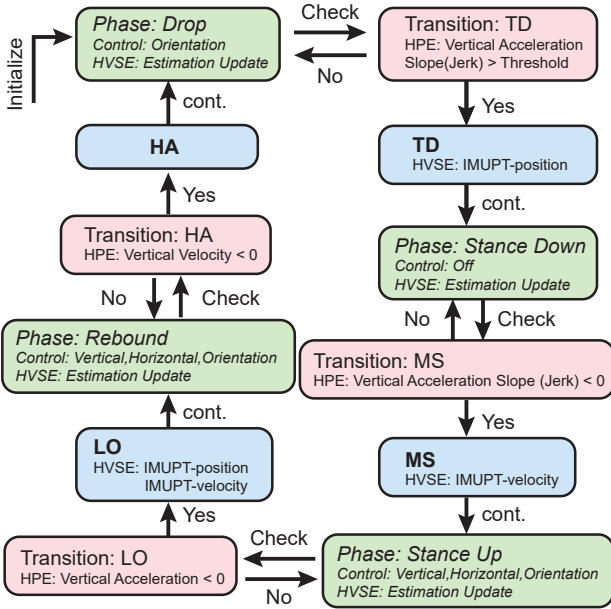 Initialize
Phase: Drop
Control: Orientation
HVSE: Estimation Update
Check
No
Transition: TD
HPE: Vertical Acceleration
Slope(Jerk) > Threshold
Yes
TD
HVSE: IMUPT-position
cont.
Phase: Stance Down
Control: Off
HVSE: Estimation Update
No
Check
Transition: MS
HPE: Vertical Acceleration Slope (Jerk) < 0
Yes
MS
HVSE: IMUPT-velocity
cont.
Phase: Stance Up
Control: Vertical,Horizontal,Orientation
HVSE: Estimation Update
Check
No
Transition: LO
HPE: Vertical Acceleration < 0
Yes
LO
HVSE: IMUPT-position
IMUPT-velocity
cont.
Phase: Rebound
Control: Vertical,Horizontal,Orientation
HVSE: Estimation Update
No
Check
Transition: HA
HPE: Vertical Velocity < 0
Yes
HA
cont.